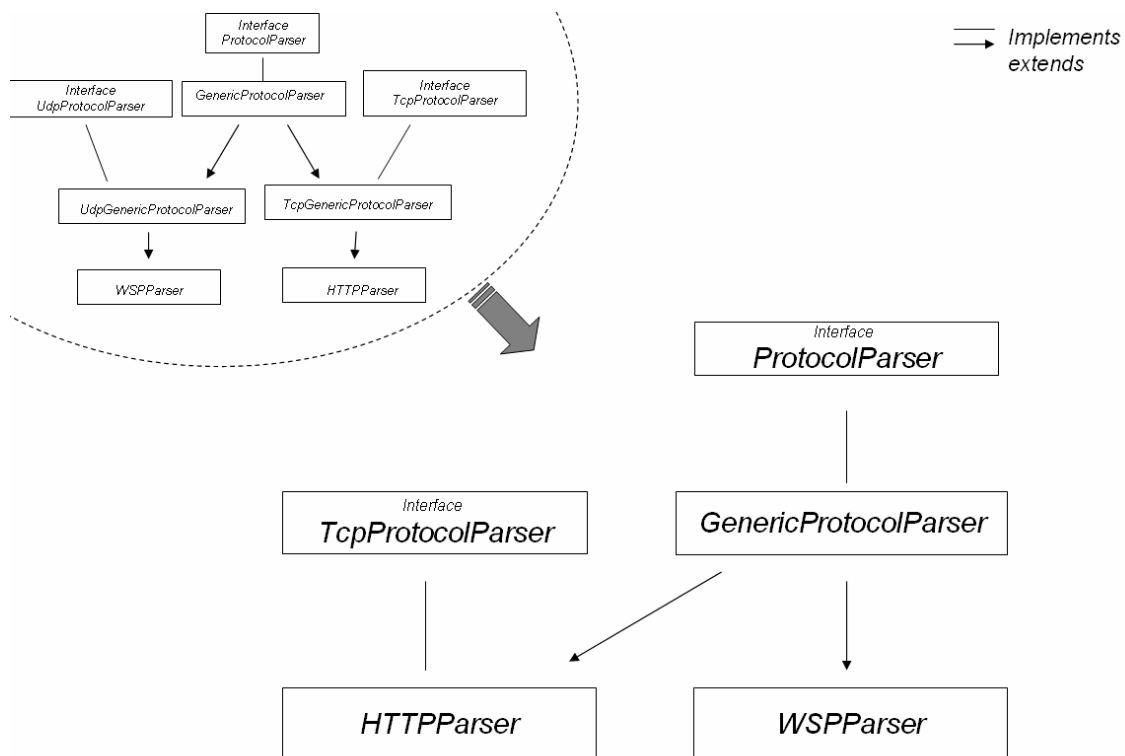 Interface
ProtocolParser
Implements
extends
Interface
UdpProtocolParser
GenericProtocolParser
Interface
TcpProtocolParser
UdpGenericProtocolParser
TcpGenericProtocolParser
WSPParser
HTTPParser
Interface
ProtocolParser
Interface
TcpProtocolParser
GenericProtocolParser
HTTPParser
WSPParser